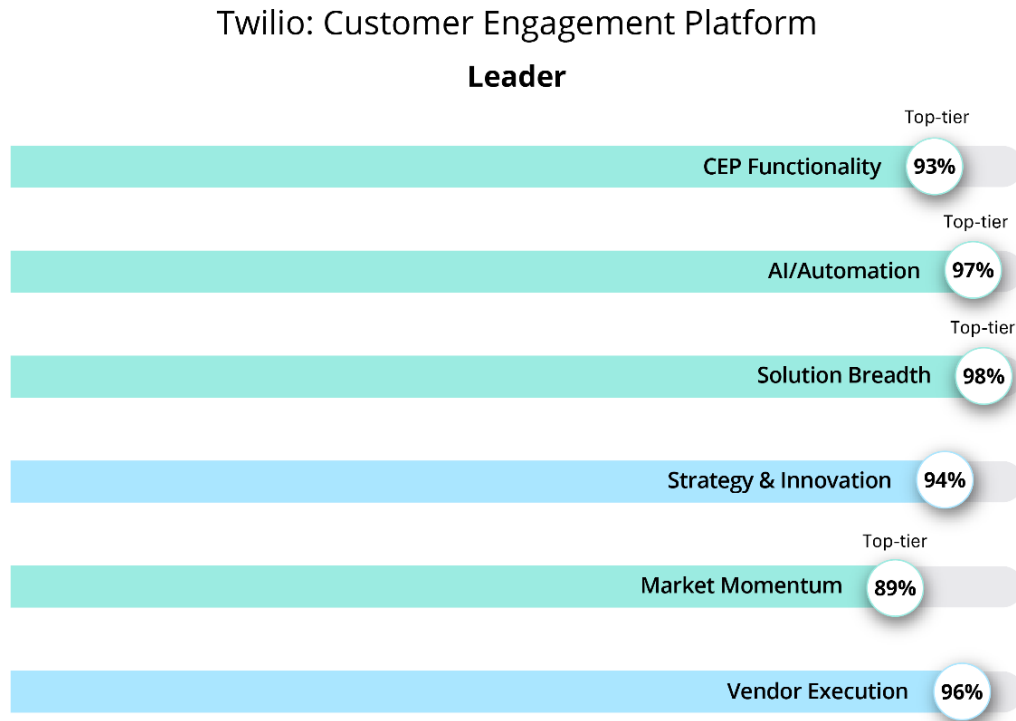 Twilio: Customer Engagement Platform
Leader
Top-tier
CEP Functionality 93%
Top-tier
AI/Automation 97%
Top-tier
Solution Breadth 98%
Strategy & Innovation 94%
Top-tier
Market Momentum 89%
Vendor Execution 96%